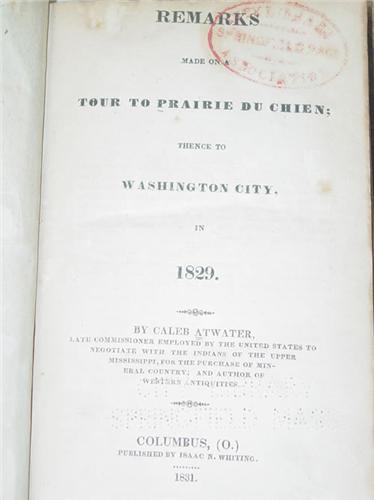 REMARKS
MADE ON A
TOUR TO PRAIRIE DU CHIEN;
THENCE TO
WASHINGTON CITY,
IN
1829.
BY CALEB ATWATER,
LATE COMMISSIONER EMPLOYED BY THE UNITED STATES TO
NEGOTIATE WITH THE INDIANS OF THE UPPER
MISSISSIPPI, FOR THE PURCHASE OF MIN-
ERAL COUNTRY; AND AUTHOR OF
WESTERN ANTIQUITIES.
COLUMBUS, (O.)
PUBLISHED BY ISAAC N. WHITING.
1831.